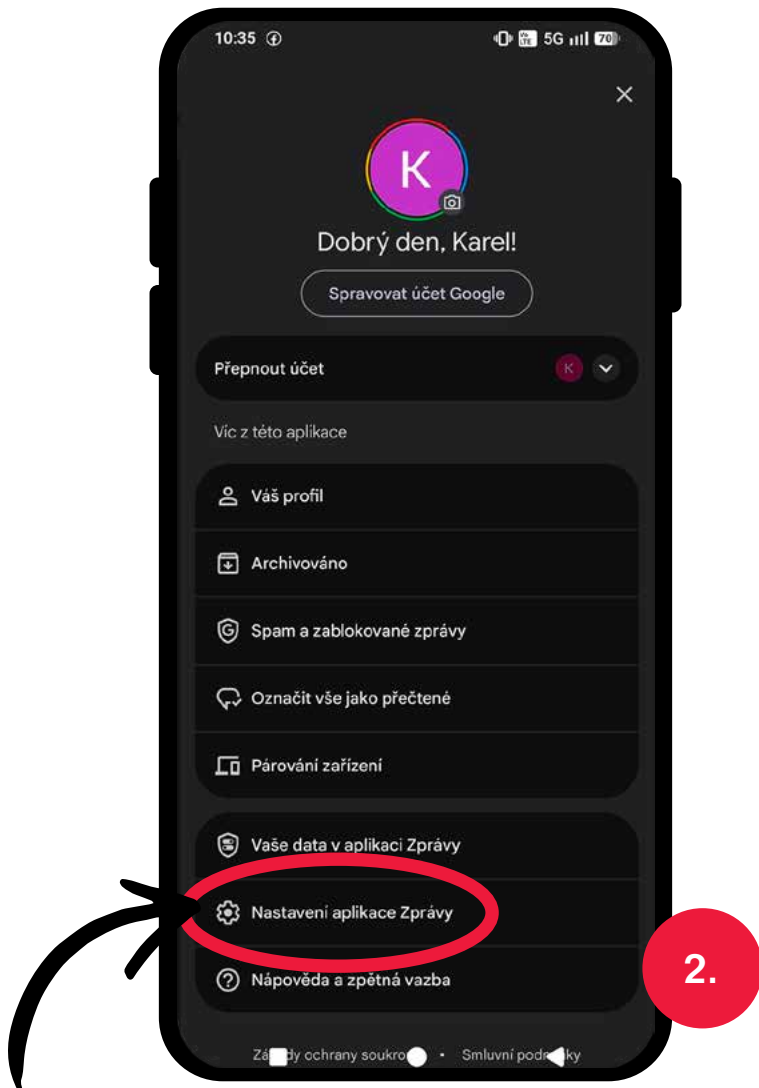 10:35 5G 70
K
Dobrý den, Karel!
Spravovat účet Google
Přepnout účet K
Víc z této aplikace
Váš profil
Archivováno
Spam a zablokované zprávy
Označit vše jako přečtené
Párování zařízení
Vaše data v aplikaci Zprávy
Nastavení aplikace Zprávy
2.
Nápověda a zpětná vazba
ochrany • Smluvní